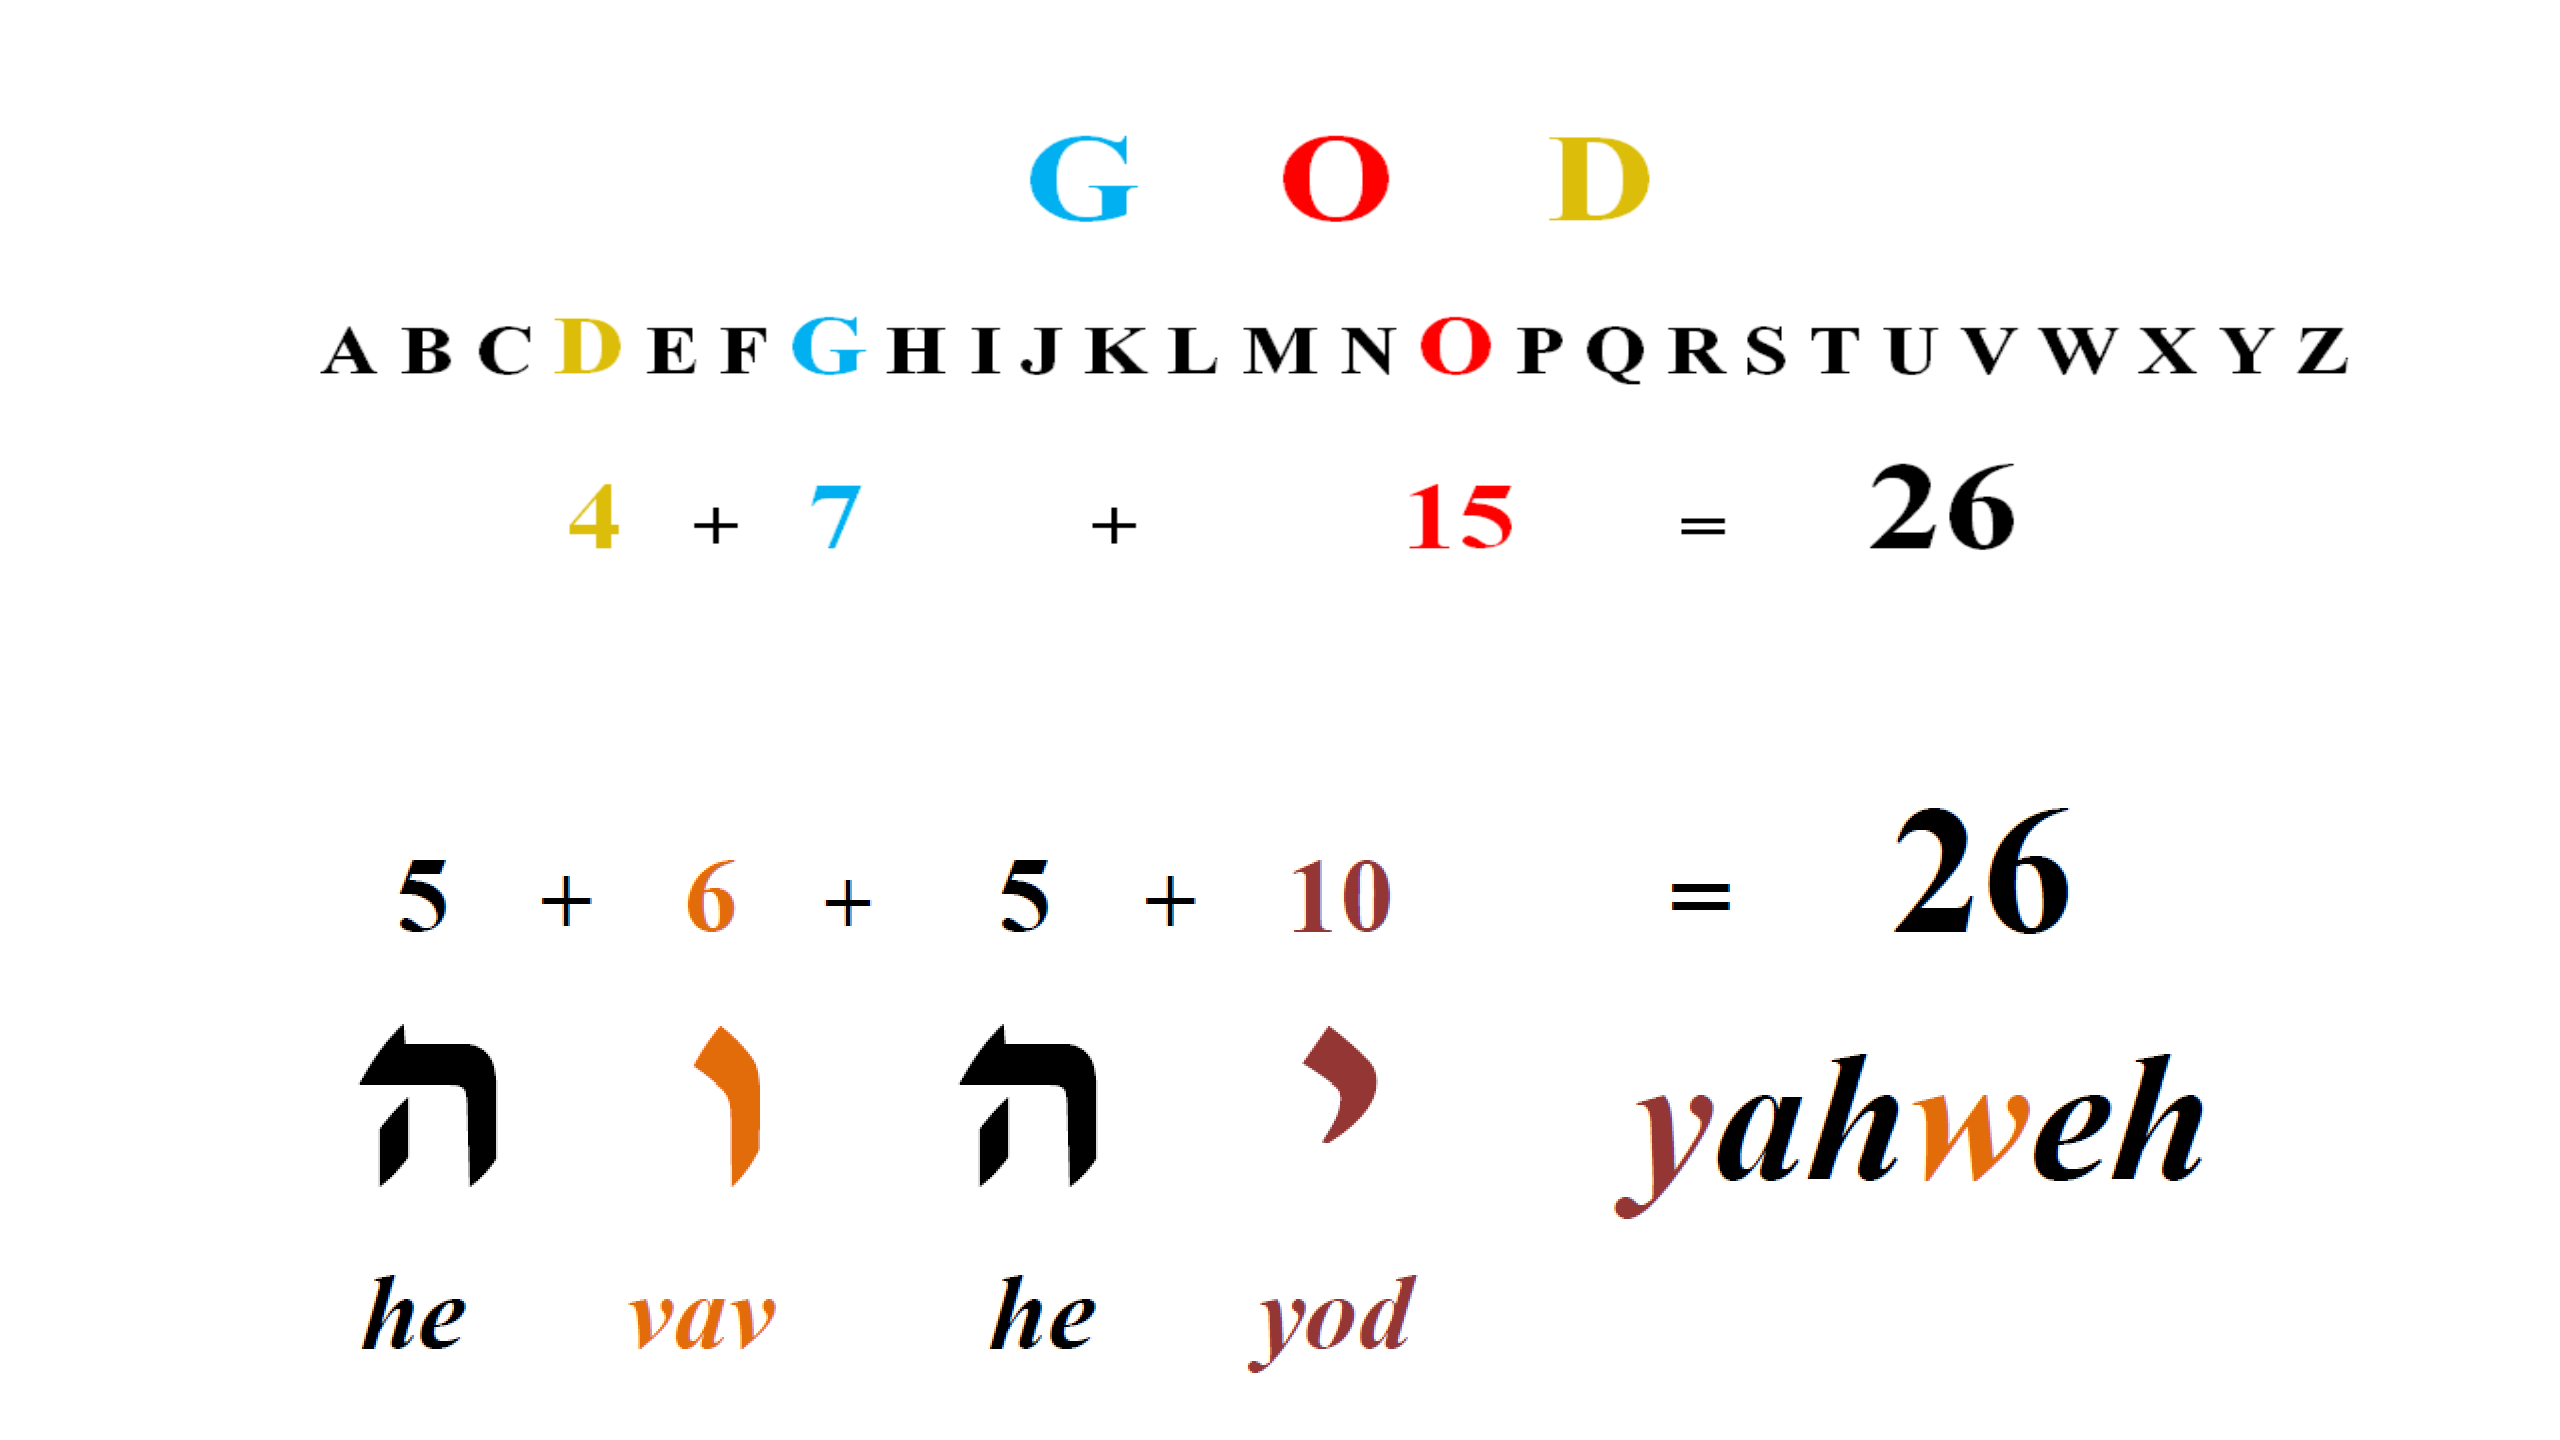 G O D
A B C D E F G H I J K L M N O P Q R S T U V W X Y Z
4 + 7 + 15 = 26
5 + 6 + 5 + 10 = 26
י ה ו ה yahweh
he vav he yod